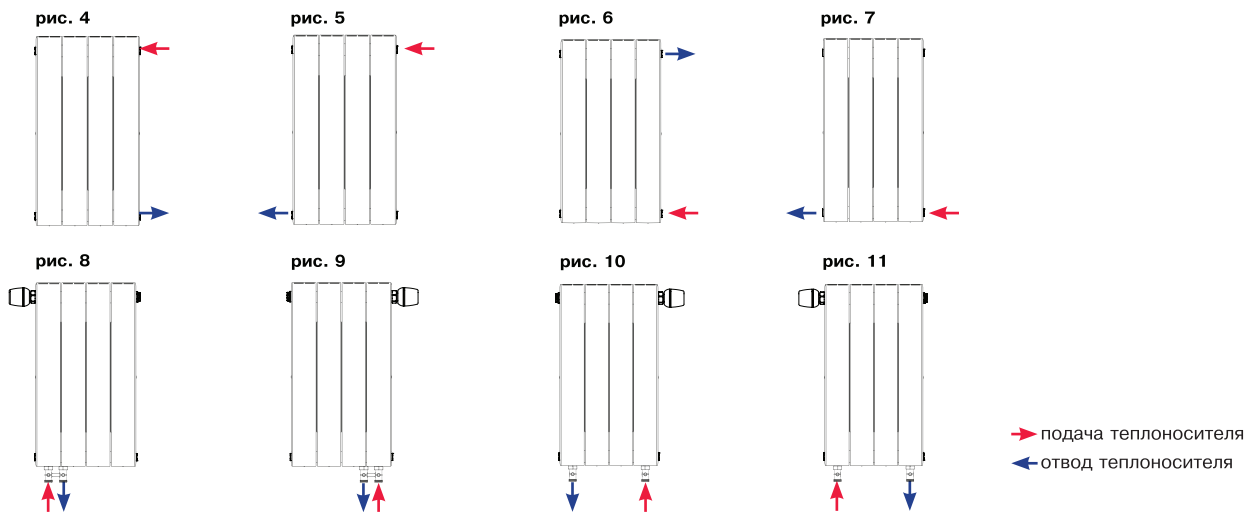 рис. 4
рис. 5
рис. 6
рис. 7
рис. 8
рис. 9
рис. 10
рис. 11
подача теплоносителя
отвод теплоносителя